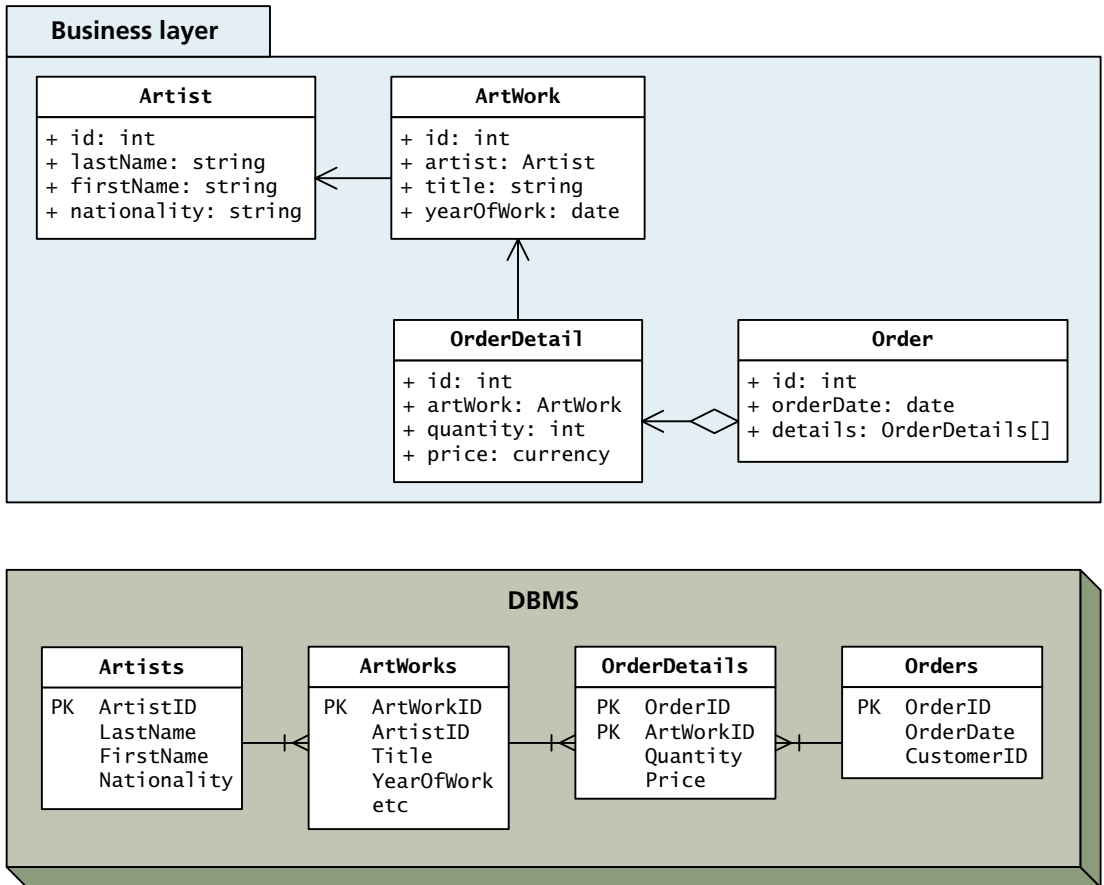 Business layer
Artist
+ id: int
+ lastName: string
+ firstName: string
+ nationality: string
ArtWork
+ id: int
+ artist: Artist
+ title: string
+ yearOfWork: date
OrderDetail
+ id: int
+ artWork: ArtWork
+ quantity: int
+ price: currency
Order
+ id: int
+ orderDate: date
+ details: OrderDetails[]
DBMS
Artists
PK ArtistID
LastName
FirstName
Nationality
ArtWorks
PK ArtWorkID
ArtistID
Title
YearOfWork
etc
OrderDetails
PK OrderID
PK ArtWorkID
Quantity
Price
Orders
PK OrderID
OrderDate
CustomerID